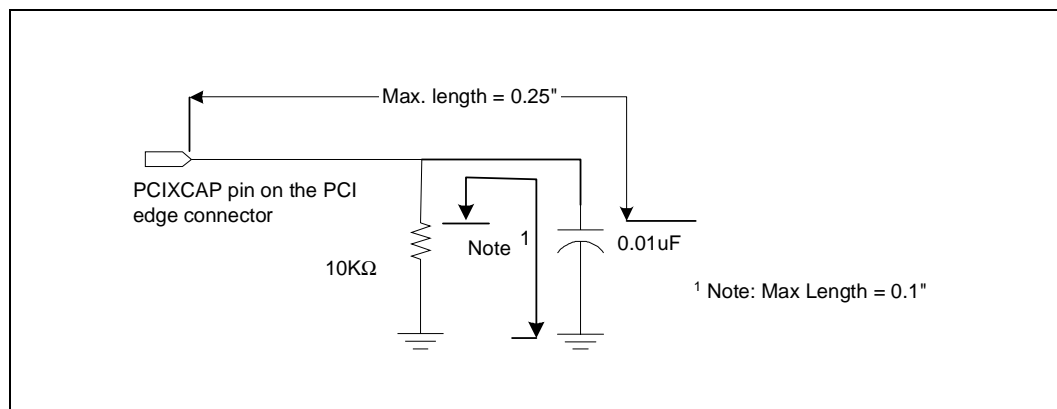 Max. length = 0.25"
PCIXCAP pin on the PCI
edge connector
Note 1
0.01uF
10KΩ
1 Note: Max Length = 0.1"